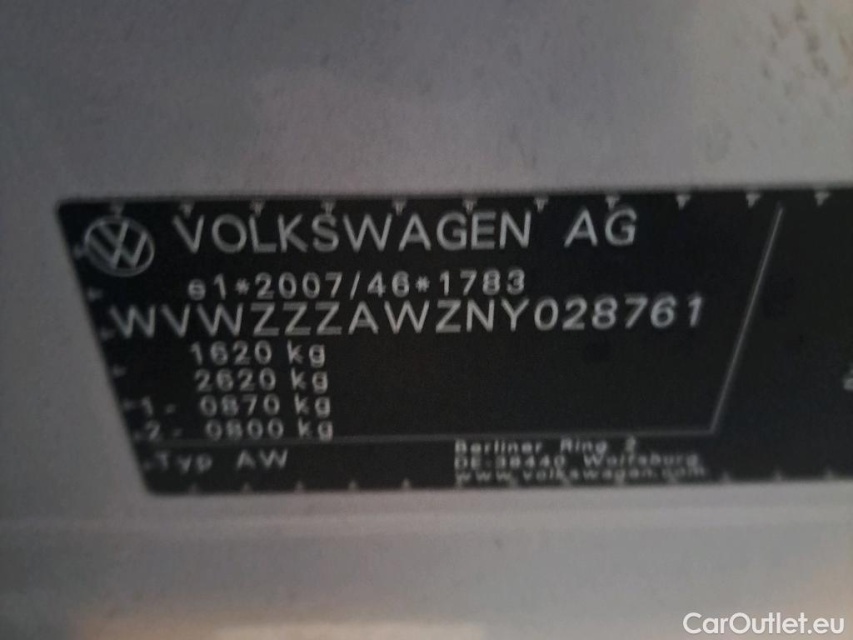 VOLKSWAGEN AG
e1*2007/46*1783
WVWZZZAWZNY028761
1620 kg
2620 kg
1- 0870 kg
2- 0800 kg
Typ AW
Berliner Ring 2
DE-38440 Wolfsburg
www.volkswagen.com
CarOutlet.eu